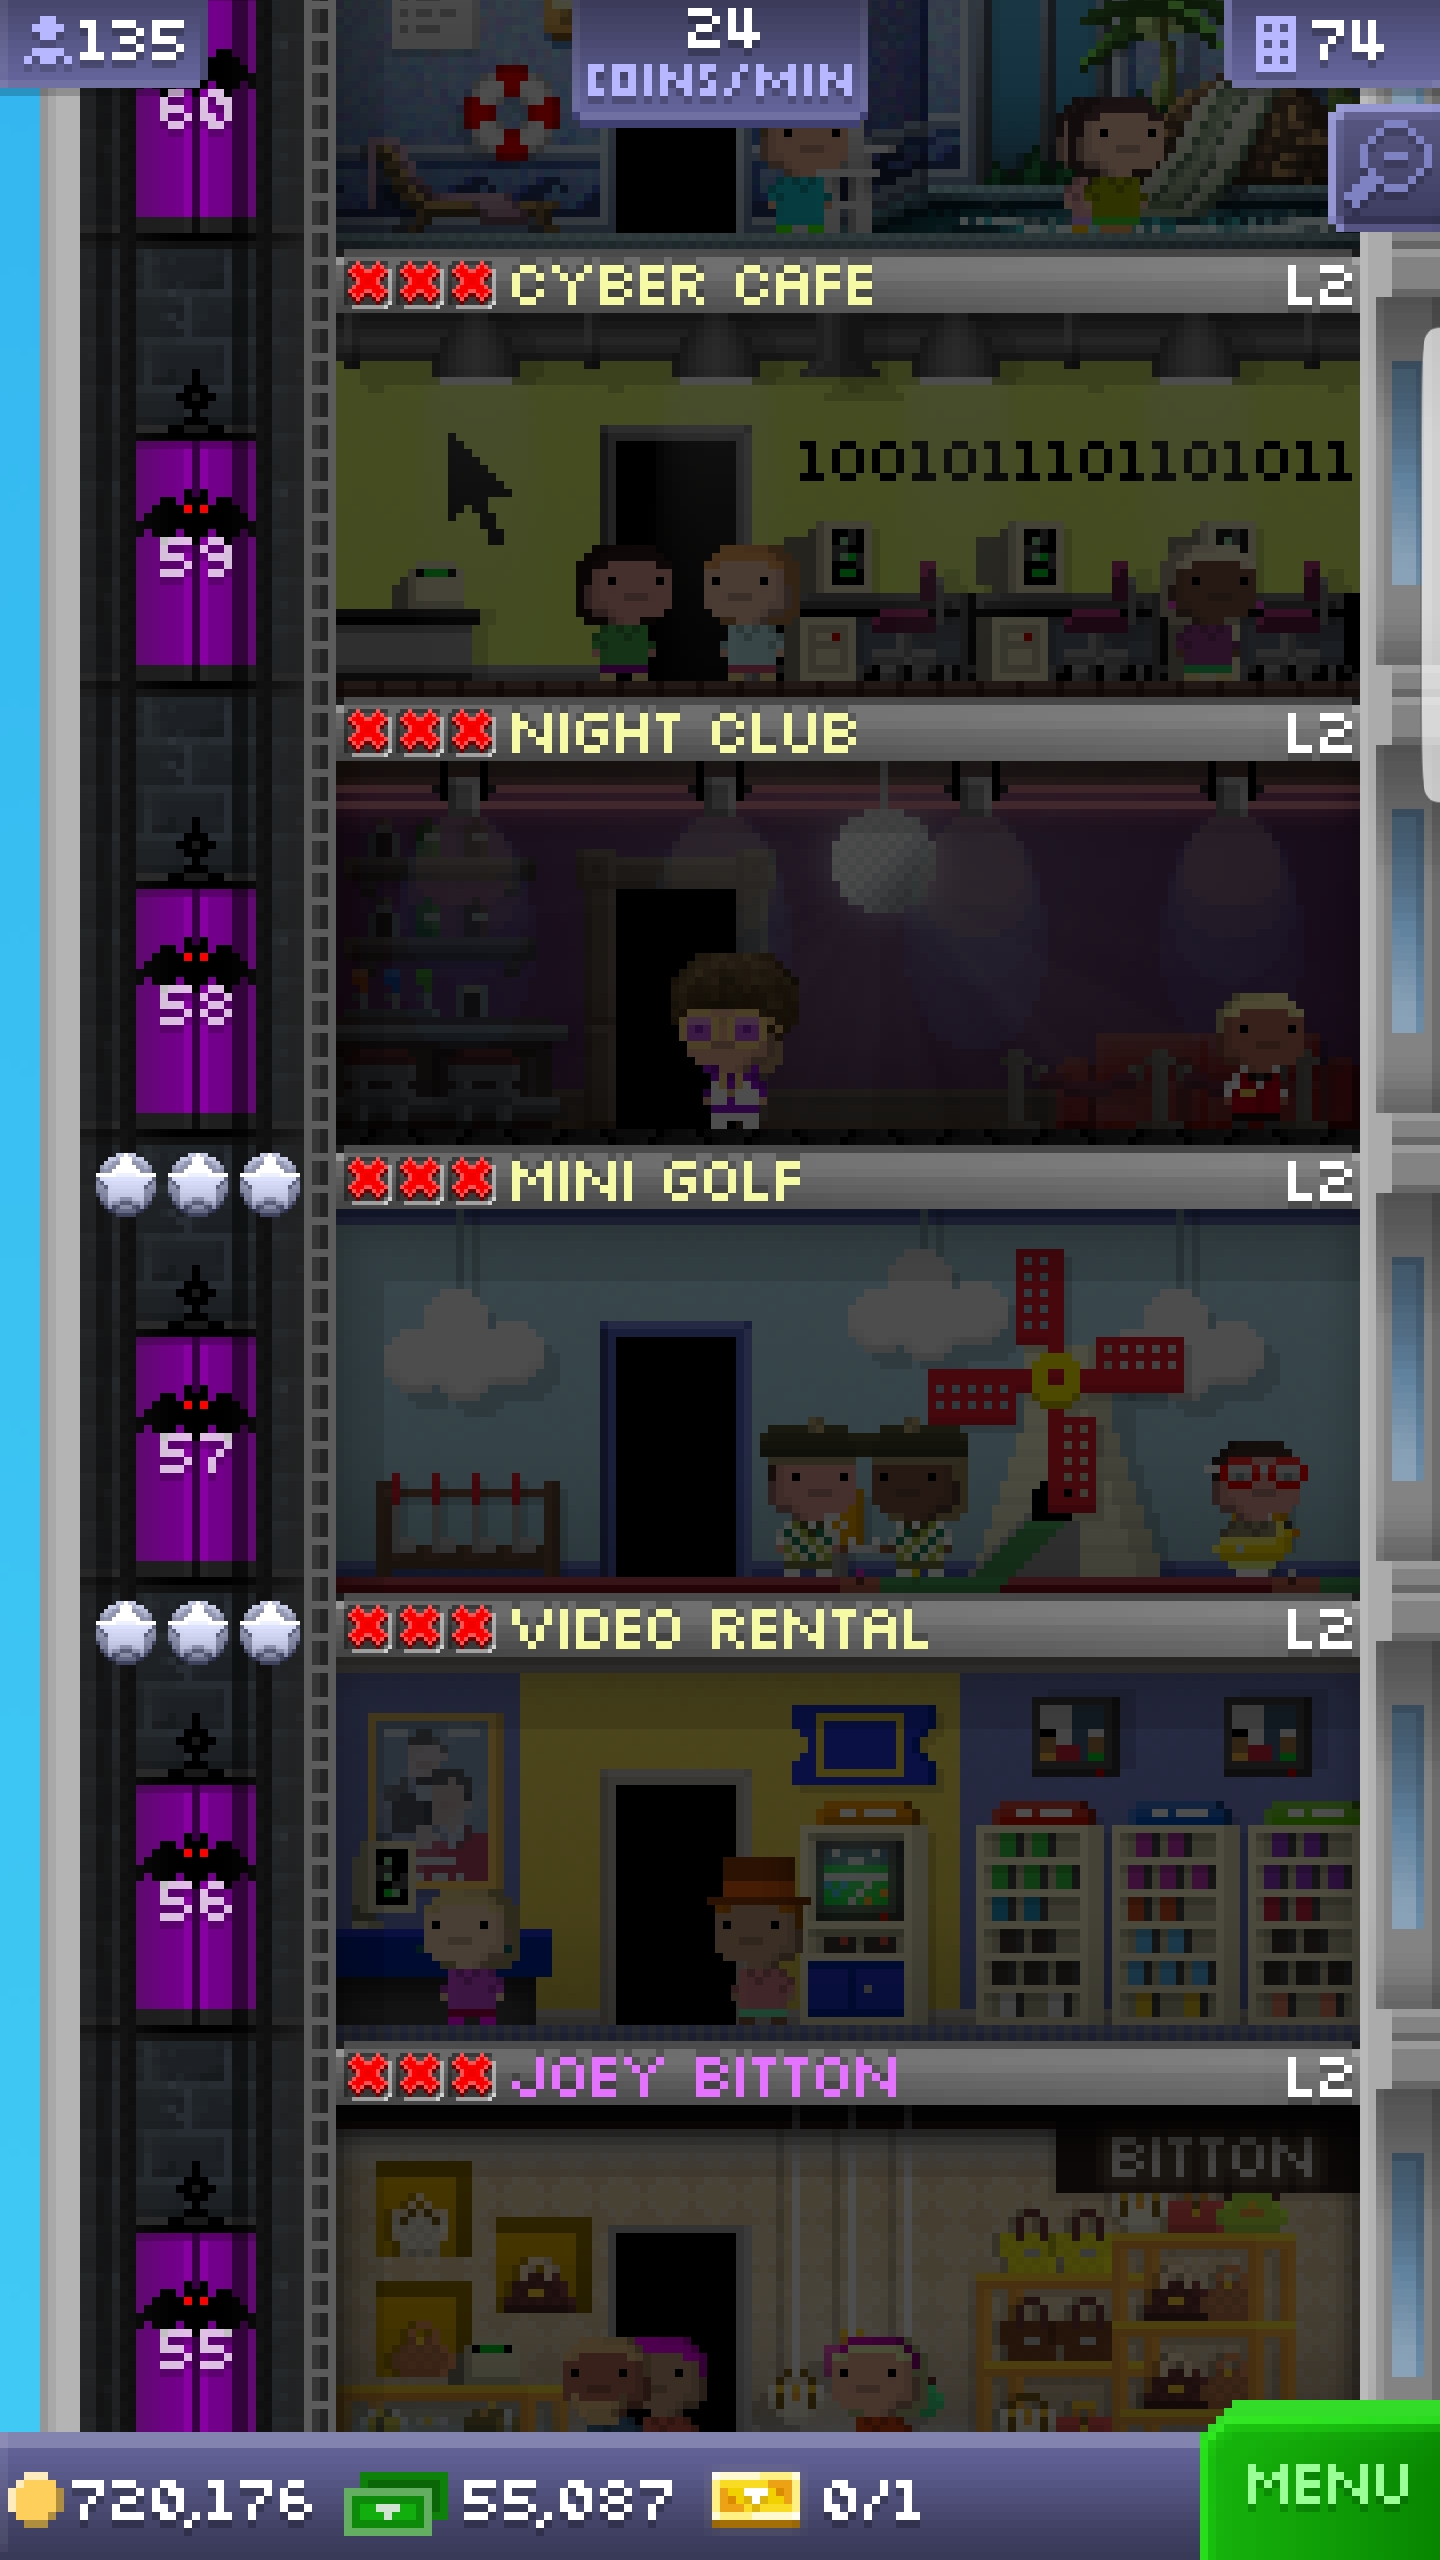 135
24
COINS/MIN
74
60
CYBER CAFE L2
1001011101101011
59
NIGHT CLUB L2
58
MINI GOLF L2
57
VIDEO RENTAL L2
56
JOEY BITTON L2
BITTON
55
720,176 55,087 0/1
MENU